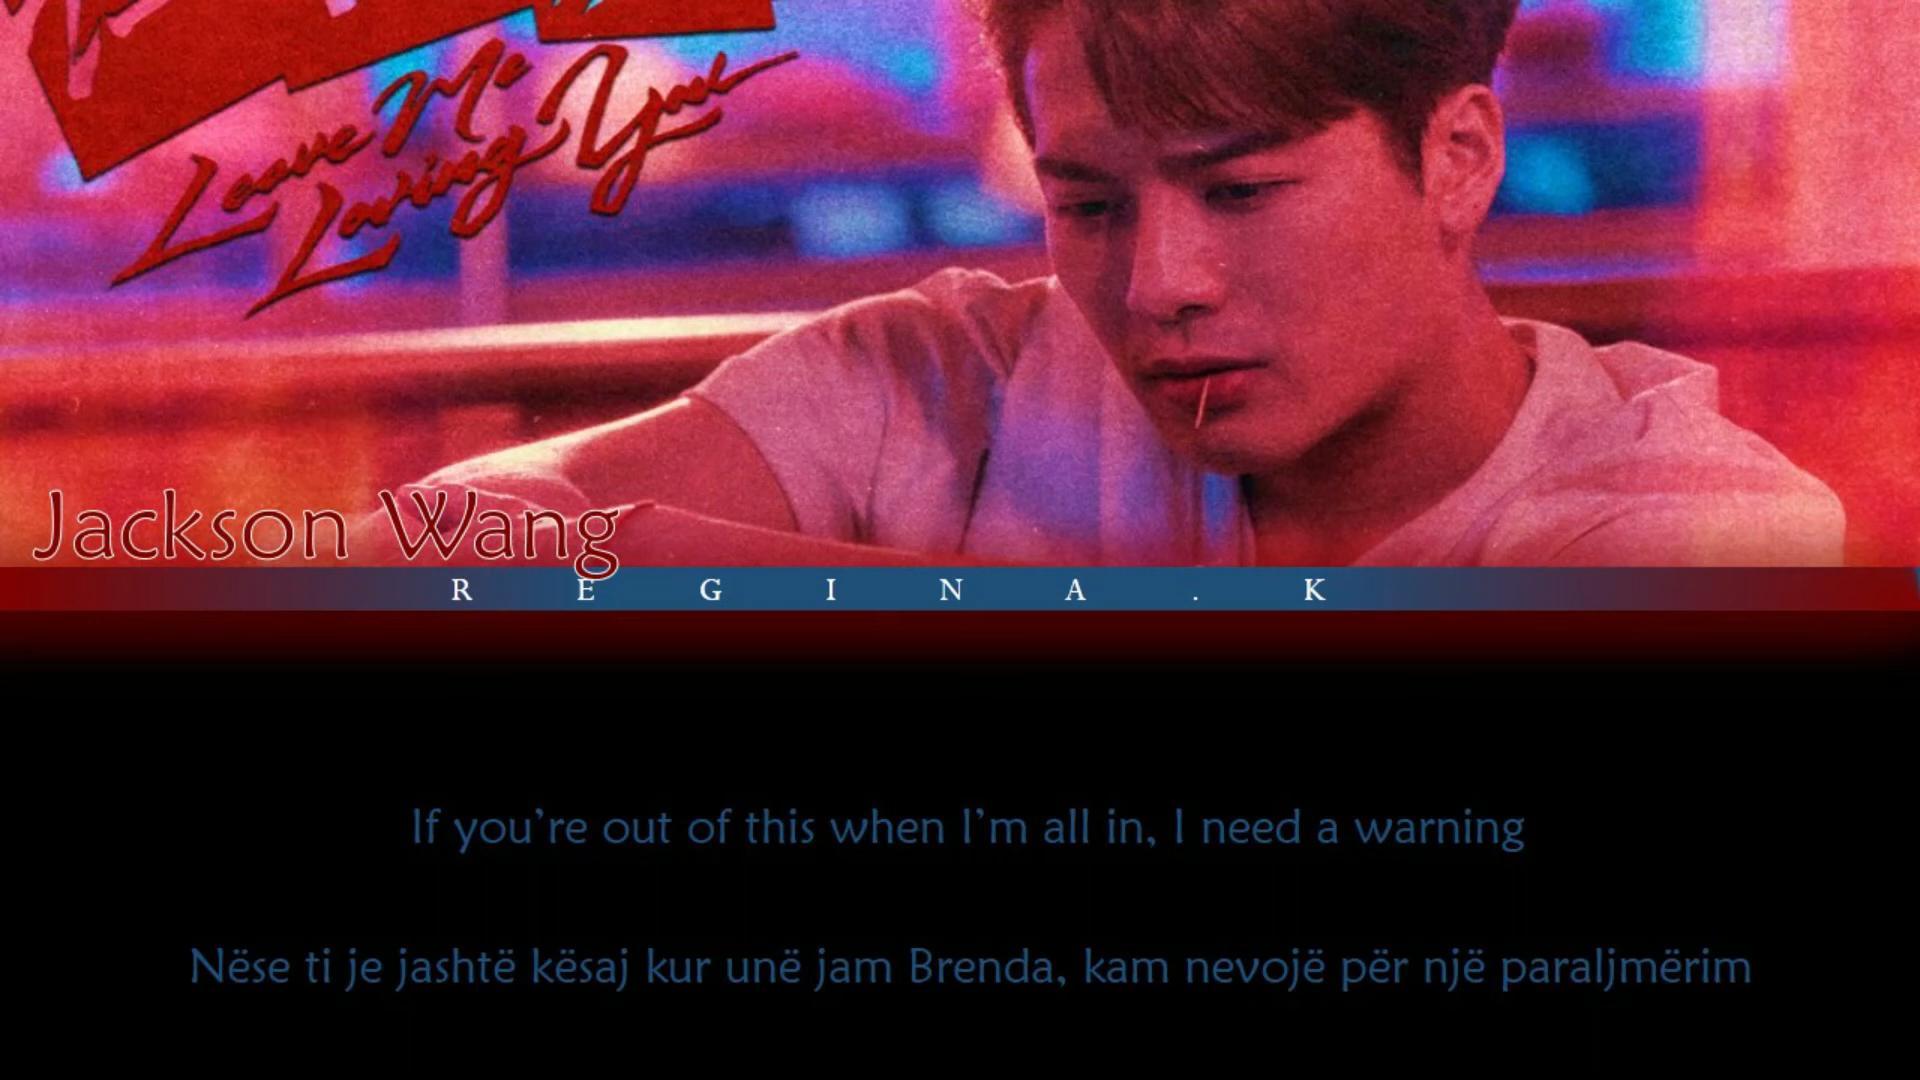 Leave Me
Loving You
Jackson Wang
R E G I N A . K
If you're out of this when I'm all in, I need a warning
Nëse ti je jashtë kësaj kur unë jam Brenda, kam nevojë për një paraljmërim